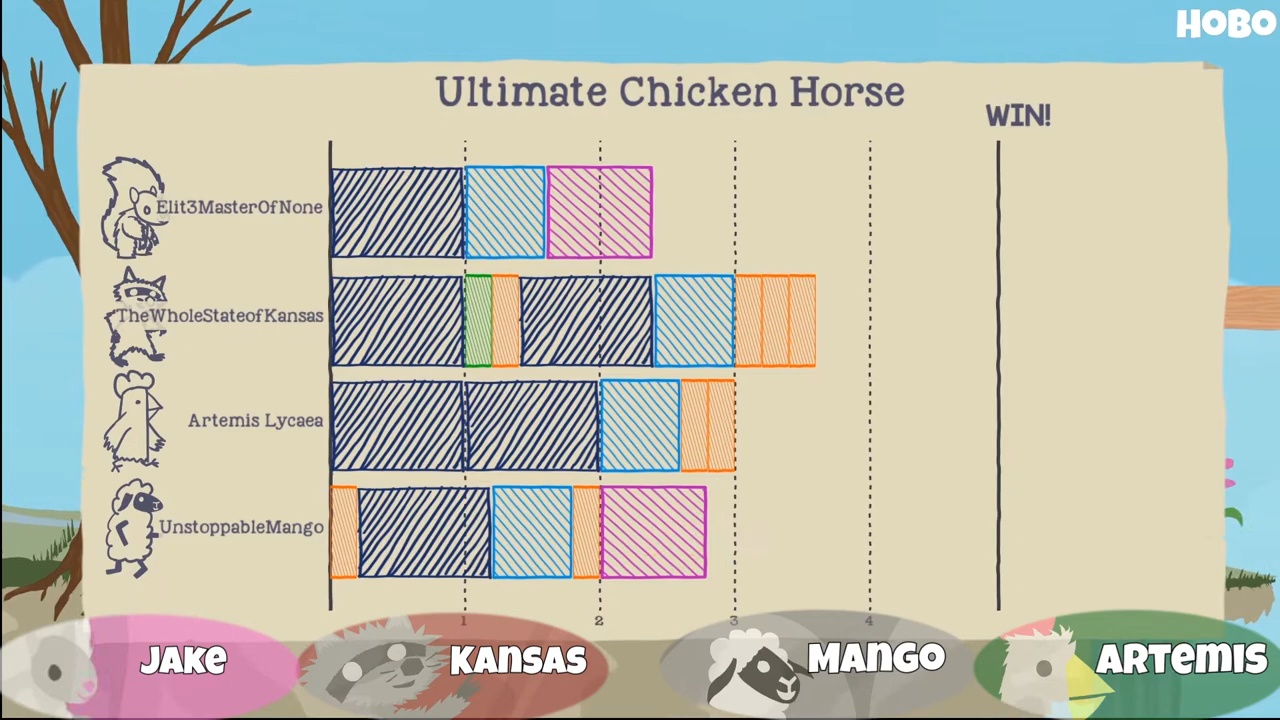 HOBO
Ultimate Chicken Horse
WIN!
Elit3MasterOfNone
TheWholeStateofKansas
Artemis Lycaea
UnstoppableMango
1 2 3 4
JAKE KANSAS MANGO ARTEMIS